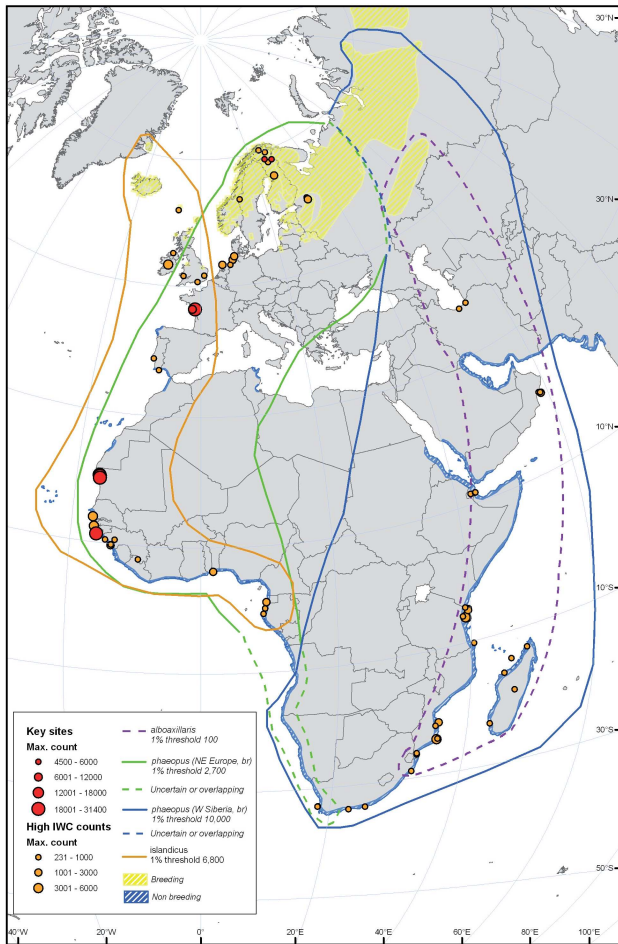 30°N
30°N
10°N
10°S
30°S
50°S
Key sites
Max. count
4500 - 6000
6001 - 12000
12001 - 18000
18001 - 31400
High IWC counts
Max. count
231 - 1000
1001 - 3000
3001 - 6000
alboaxillaris
1% threshold 100
phaeopus (NE Europe, br)
1% threshold 2,700
Uncertain or overlapping
phaeopus (W Siberia, br)
1% threshold 10,000
Uncertain or overlapping
islandicus
1% threshold 6,800
Breeding
Non breeding
40°W
20°W
0°
20°E
40°E
60°E
80°E